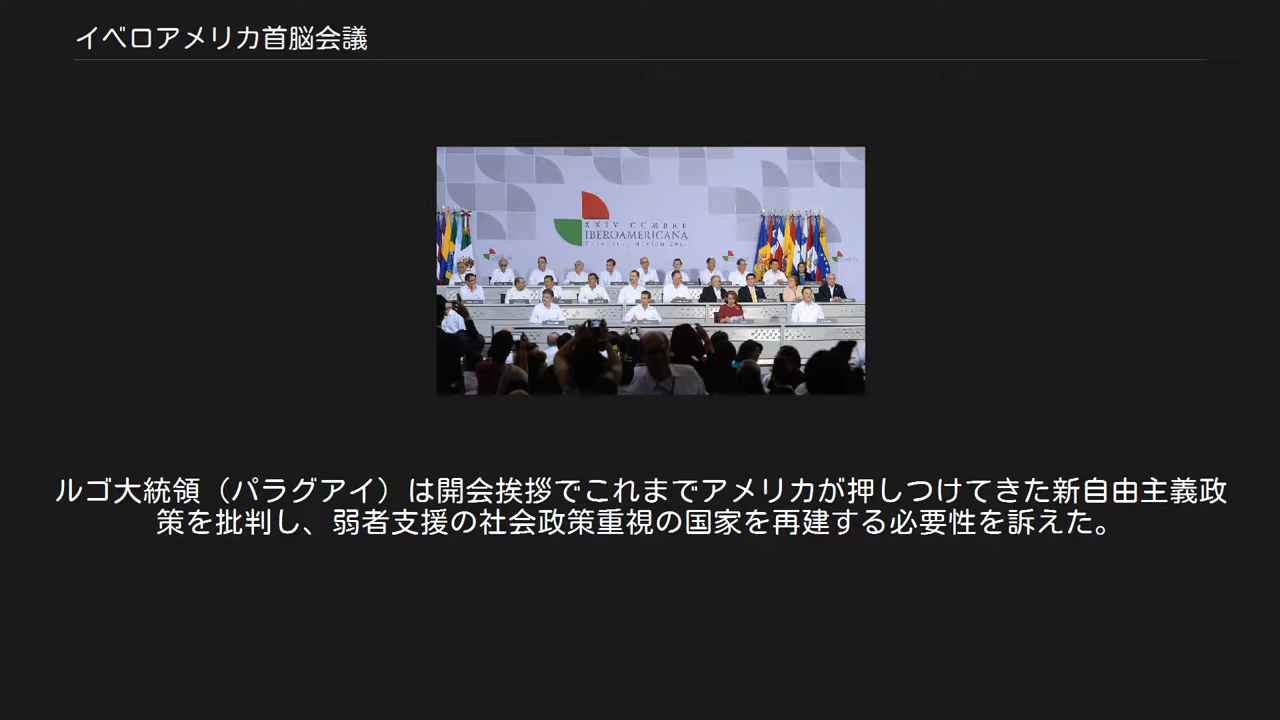 イベロアメリカ首脳会議
XXIV CUMBRE
IBEROAMERICANA
ルゴ大統領（パラグアイ）は開会挨拶でこれまでアメリカが押しつけてきた新自由主義政
策を批判し、弱者支援の社会政策重視の国家を再建する必要性を訴えた。